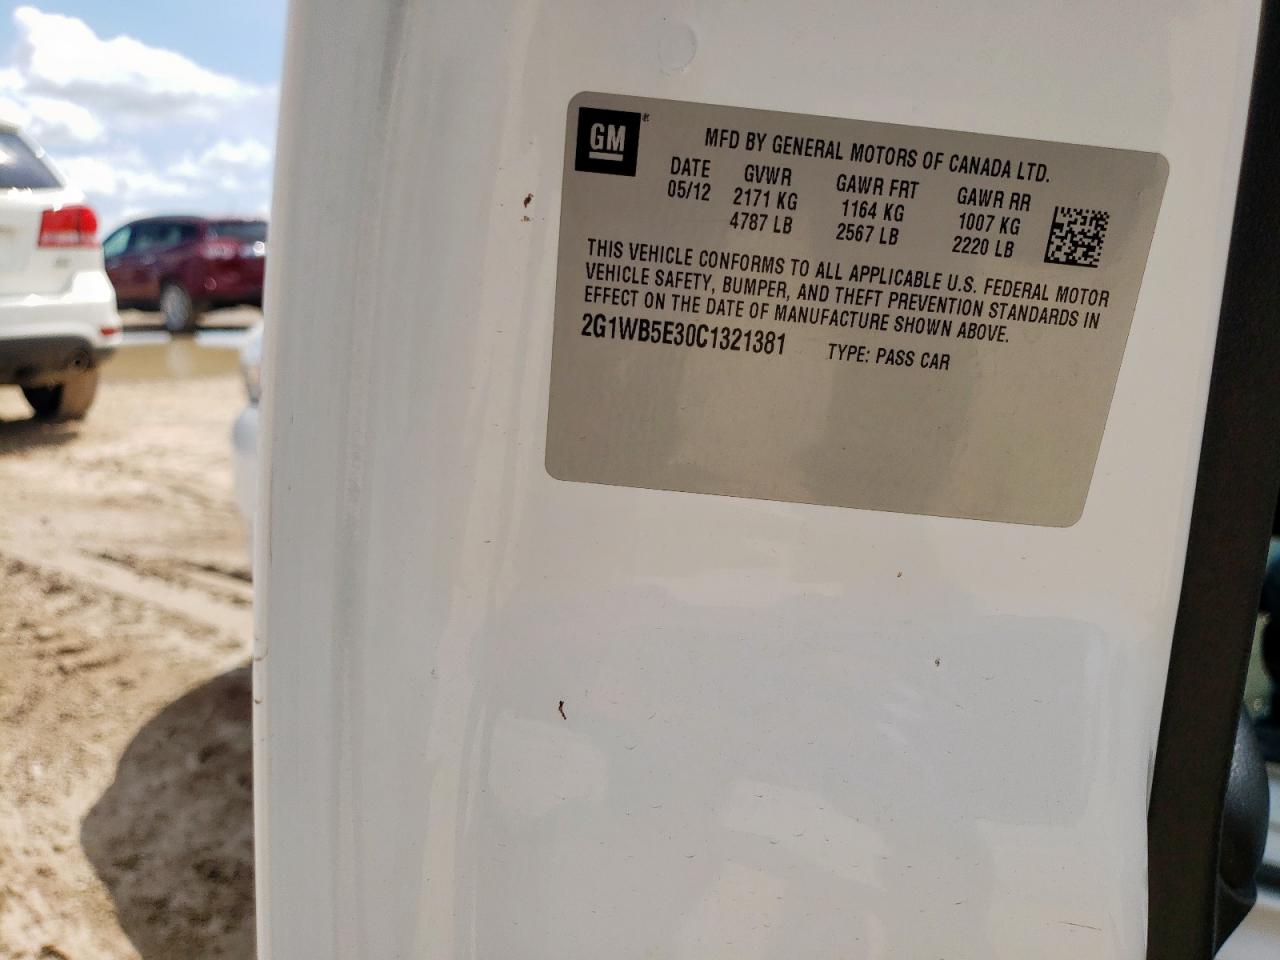 GM
MFD BY GENERAL MOTORS OF CANADA LTD.
DATE GVWR GAWR FRT GAWR RR
05/12 2171 KG 1164 KG 1007 KG
4787 LB 2567 LB 2220 LB
THIS VEHICLE CONFORMS TO ALL APPLICABLE U.S. FEDERAL MOTOR
VEHICLE SAFETY, BUMPER, AND THEFT PREVENTION STANDARDS IN
EFFECT ON THE DATE OF MANUFACTURE SHOWN ABOVE.
2G1WB5E30C1321381 TYPE: PASS CAR